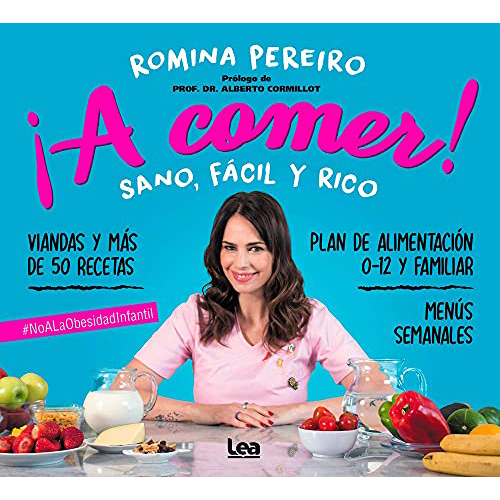 ROMINA PEREIRO
Prólogo de
PROF. DR. ALBERTO CORMILLOT
¡A comer!
SANO, FÁCIL Y RICO
VIANDAS Y MÁS
DE 50 RECETAS
#NoALaObesidadInfantil
PLAN DE ALIMENTACIÓN
0-12 Y FAMILIAR
MENÚS
SEMANALES
Lea